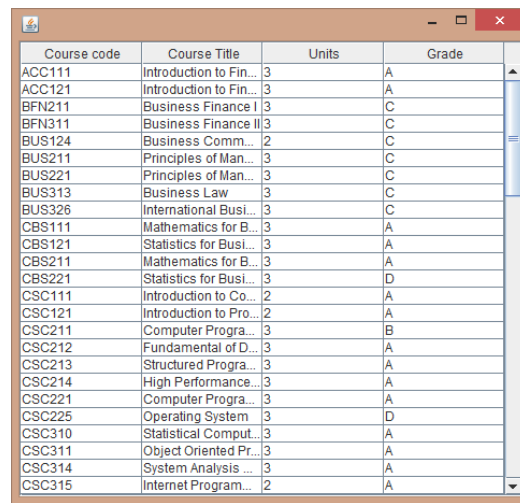 Course code Course Title Units Grade
ACC111 Introduction to Fin... 3 A
ACC121 Introduction to Fin... 3 A
BFN211 Business Finance I 3 C
BFN311 Business Finance II 3 C
BUS124 Business Comm... 2 C
BUS211 Principles of Man... 3 C
BUS221 Principles of Man... 3 C
BUS313 Business Law 3 C
BUS326 International Busi... 3 C
CBS111 Mathematics for B... 3 A
CBS121 Statistics for Busi... 3 A
CBS211 Mathematics for B... 3 A
CBS221 Statistics for Busi... 3 D
CSC111 Introduction to Co... 2 A
CSC121 Introduction to Pro... 2 A
CSC211 Computer Progra... 3 B
CSC212 Fundamental of D... 3 A
CSC213 Structured Progra... 3 A
CSC214 High Performance... 3 A
CSC221 Computer Progra... 3 A
CSC225 Operating System 3 D
CSC310 Statistical Comput... 3 A
CSC311 Object Oriented Pr... 3 A
CSC314 System Analysis ... 3 A
CSC315 Internet Program... 2 A